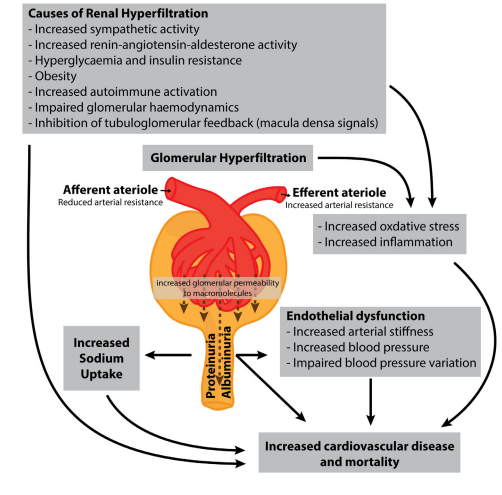 Causes of Renal Hyperfiltration
- Increased sympathetic activity
- Increased renin-angiotensin-aldesterone activity
- Hyperglycaemia and insulin resistance
- Obesity
- Increased autoimmune activation
- Impaired glomerular haemodynamics
- Inhibition of tubuloglomerular feedback (macula densa signals)
Glomerular Hyperfiltration
Afferent ateriole
Reduced arterial resistance
Efferent ateriole
Increased arterial resistance
- Increased oxdative stress
- Increased inflammation
increased glomerular permeability
to macromolecules
Proteinuria
Albuminuria
Endothelial dysfunction
- Increased arterial stiffness
- Increased blood pressure
- Impaired blood pressure variation
Increased
Sodium
Uptake
Increased cardiovascular disease
and mortality